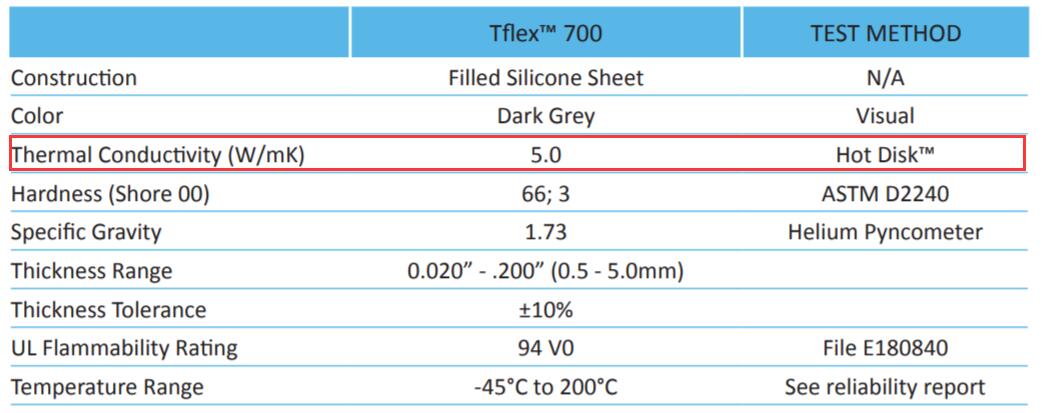 Tflex™ 700 TEST METHOD
Construction Filled Silicone Sheet N/A
Color Dark Grey Visual
Thermal Conductivity (W/mK) 5.0 Hot Disk™
Hardness (Shore 00) 66; 3 ASTM D2240
Specific Gravity 1.73 Helium Pyncometer
Thickness Range 0.020” - .200” (0.5 - 5.0mm)
Thickness Tolerance ±10%
UL Flammability Rating 94 V0 File E180840
Temperature Range -45°C to 200°C See reliability report